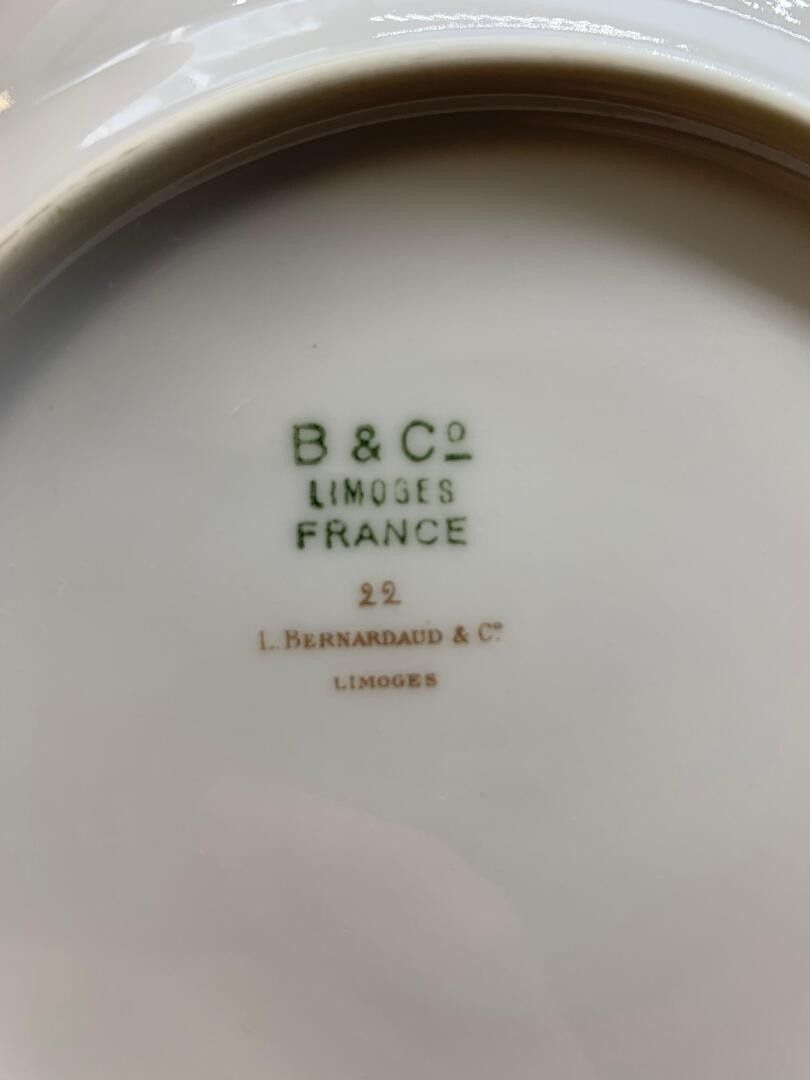 B & Cº
LIMOGES
FRANCE
22
L. BERNARDAUD & Cº
LIMOGES